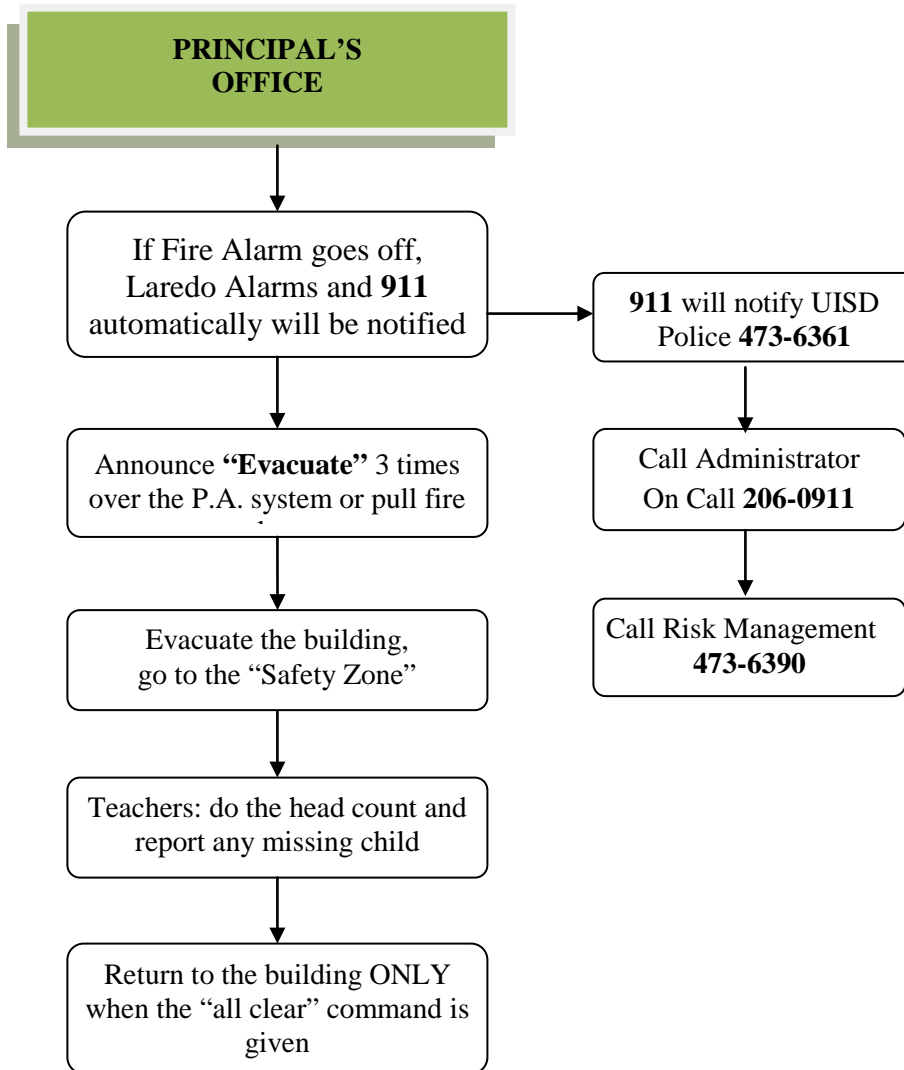 PRINCIPAL’S
OFFICE
If Fire Alarm goes off,
Laredo Alarms and 911
automatically will be notified
911 will notify UISD
Police 473-6361
Announce “Evacuate” 3 times
over the P.A. system or pull fire
Call Administrator
On Call 206-0911
Evacuate the building,
go to the “Safety Zone”
Call Risk Management
473-6390
Teachers: do the head count and
report any missing child
Return to the building ONLY
when the “all clear” command is
given